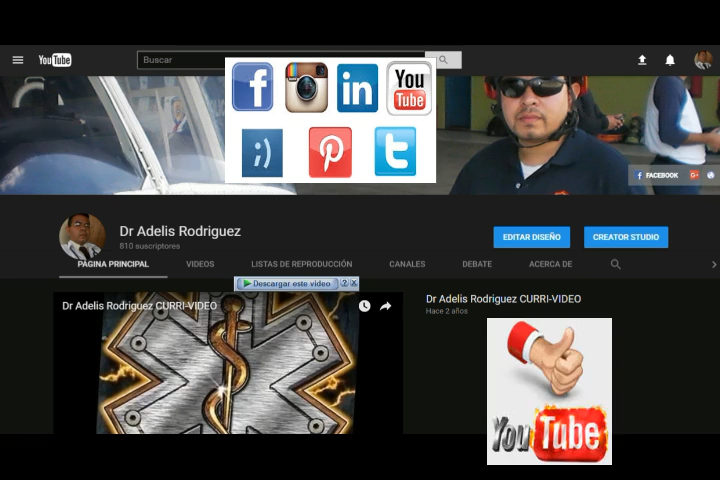 YouTube
Buscar
f
in
You
Tube
;)
p
t
FACEBOOK
G+
Dr Adelis Rodriguez
810 suscriptores
EDITAR DISEÑO
CREATOR STUDIO
PÁGINA PRINCIPAL
VIDEOS
LISTAS DE REPRODUCCIÓN
CANALES
DEBATE
ACERCA DE
Descargar este video
? X
Dr Adelis Rodriguez CURRI-VIDEO
Dr Adelis Rodriguez CURRI-VIDEO
Hace 2 años
YouTube